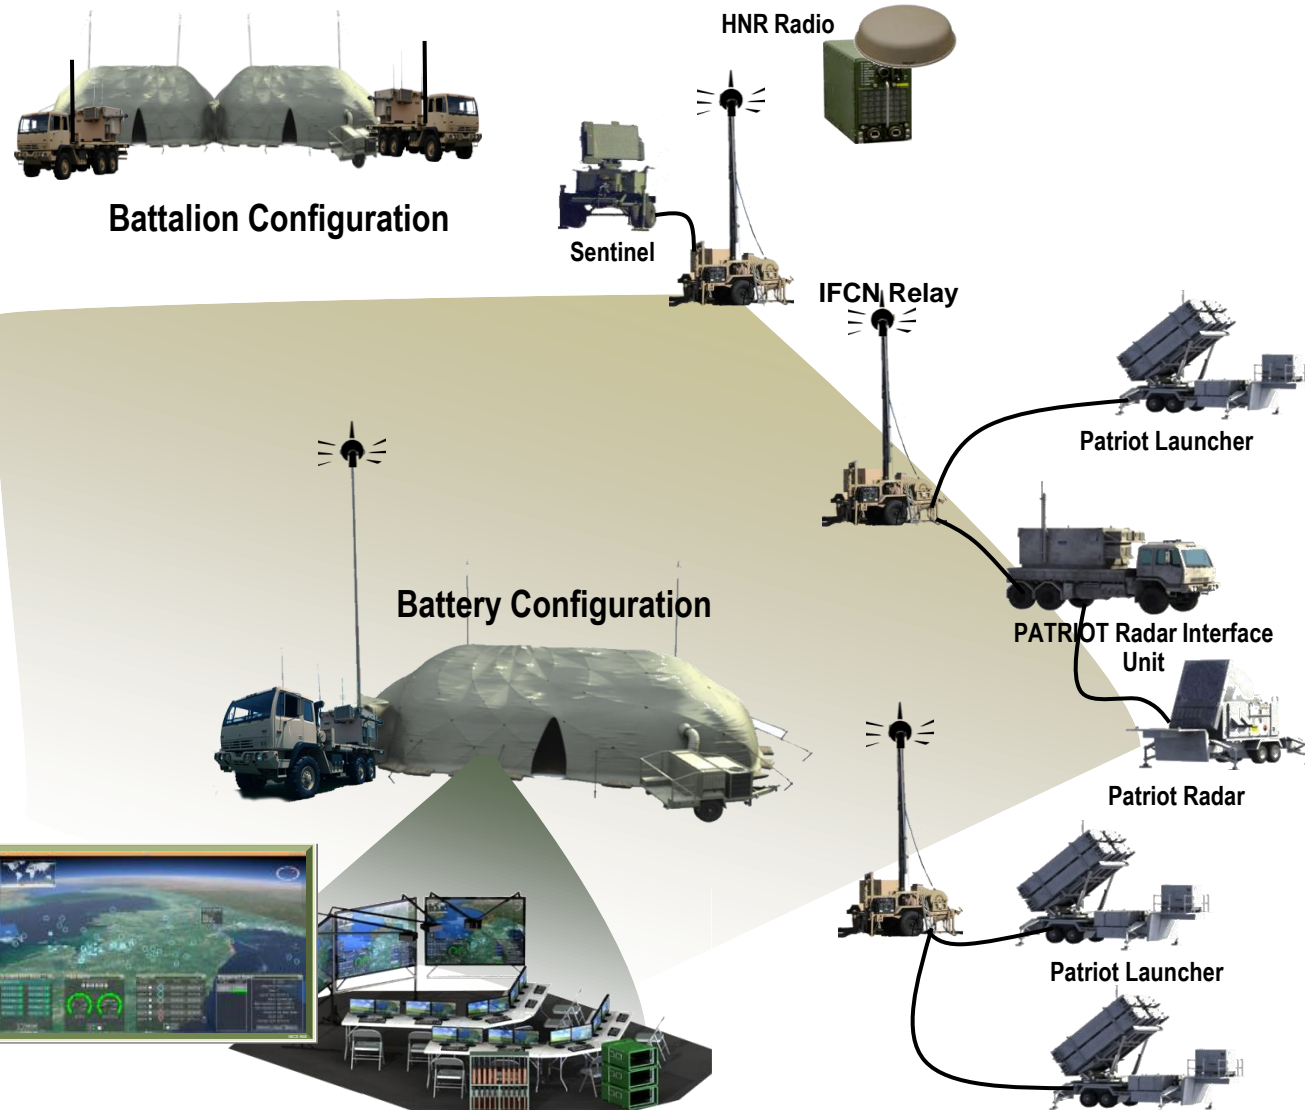 HNR Radio
Battalion Configuration
Sentinel
IFCN Relay
Patriot Launcher
Battery Configuration
PATRIOT Radar Interface
Unit
Patriot Radar
Patriot Launcher